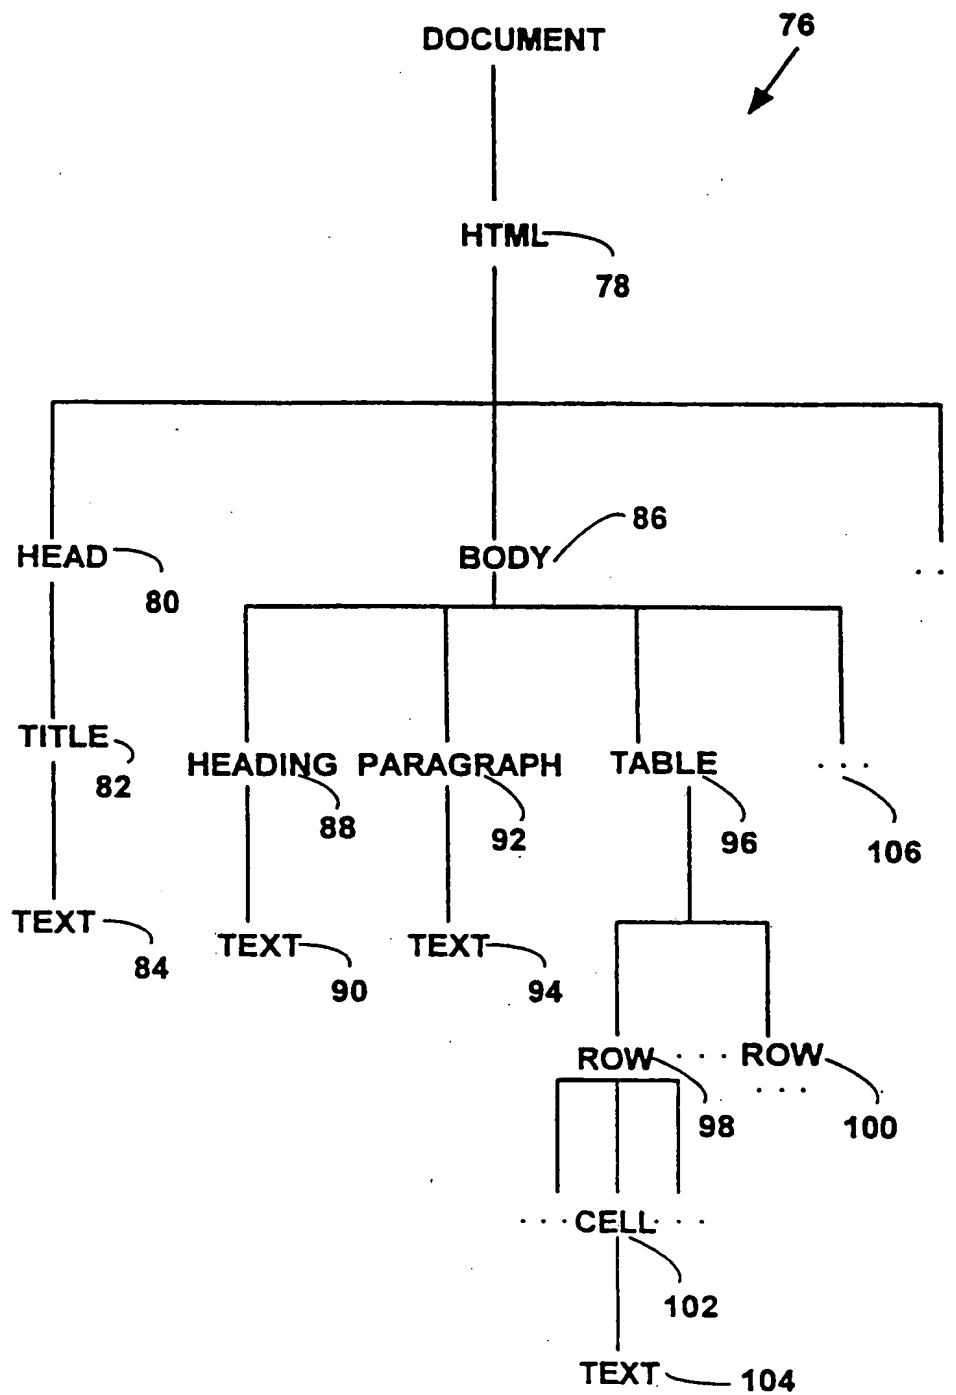 76
DOCUMENT
HTML
78
86
HEAD
BODY
. .
80
TITLE
82
HEADING PARAGRAPH TABLE . . .
88
92
96
106
TEXT
84
TEXT
TEXT
90
94
ROW . . . ROW
. . .
98
100
. . . CELL . . .
102
TEXT
104